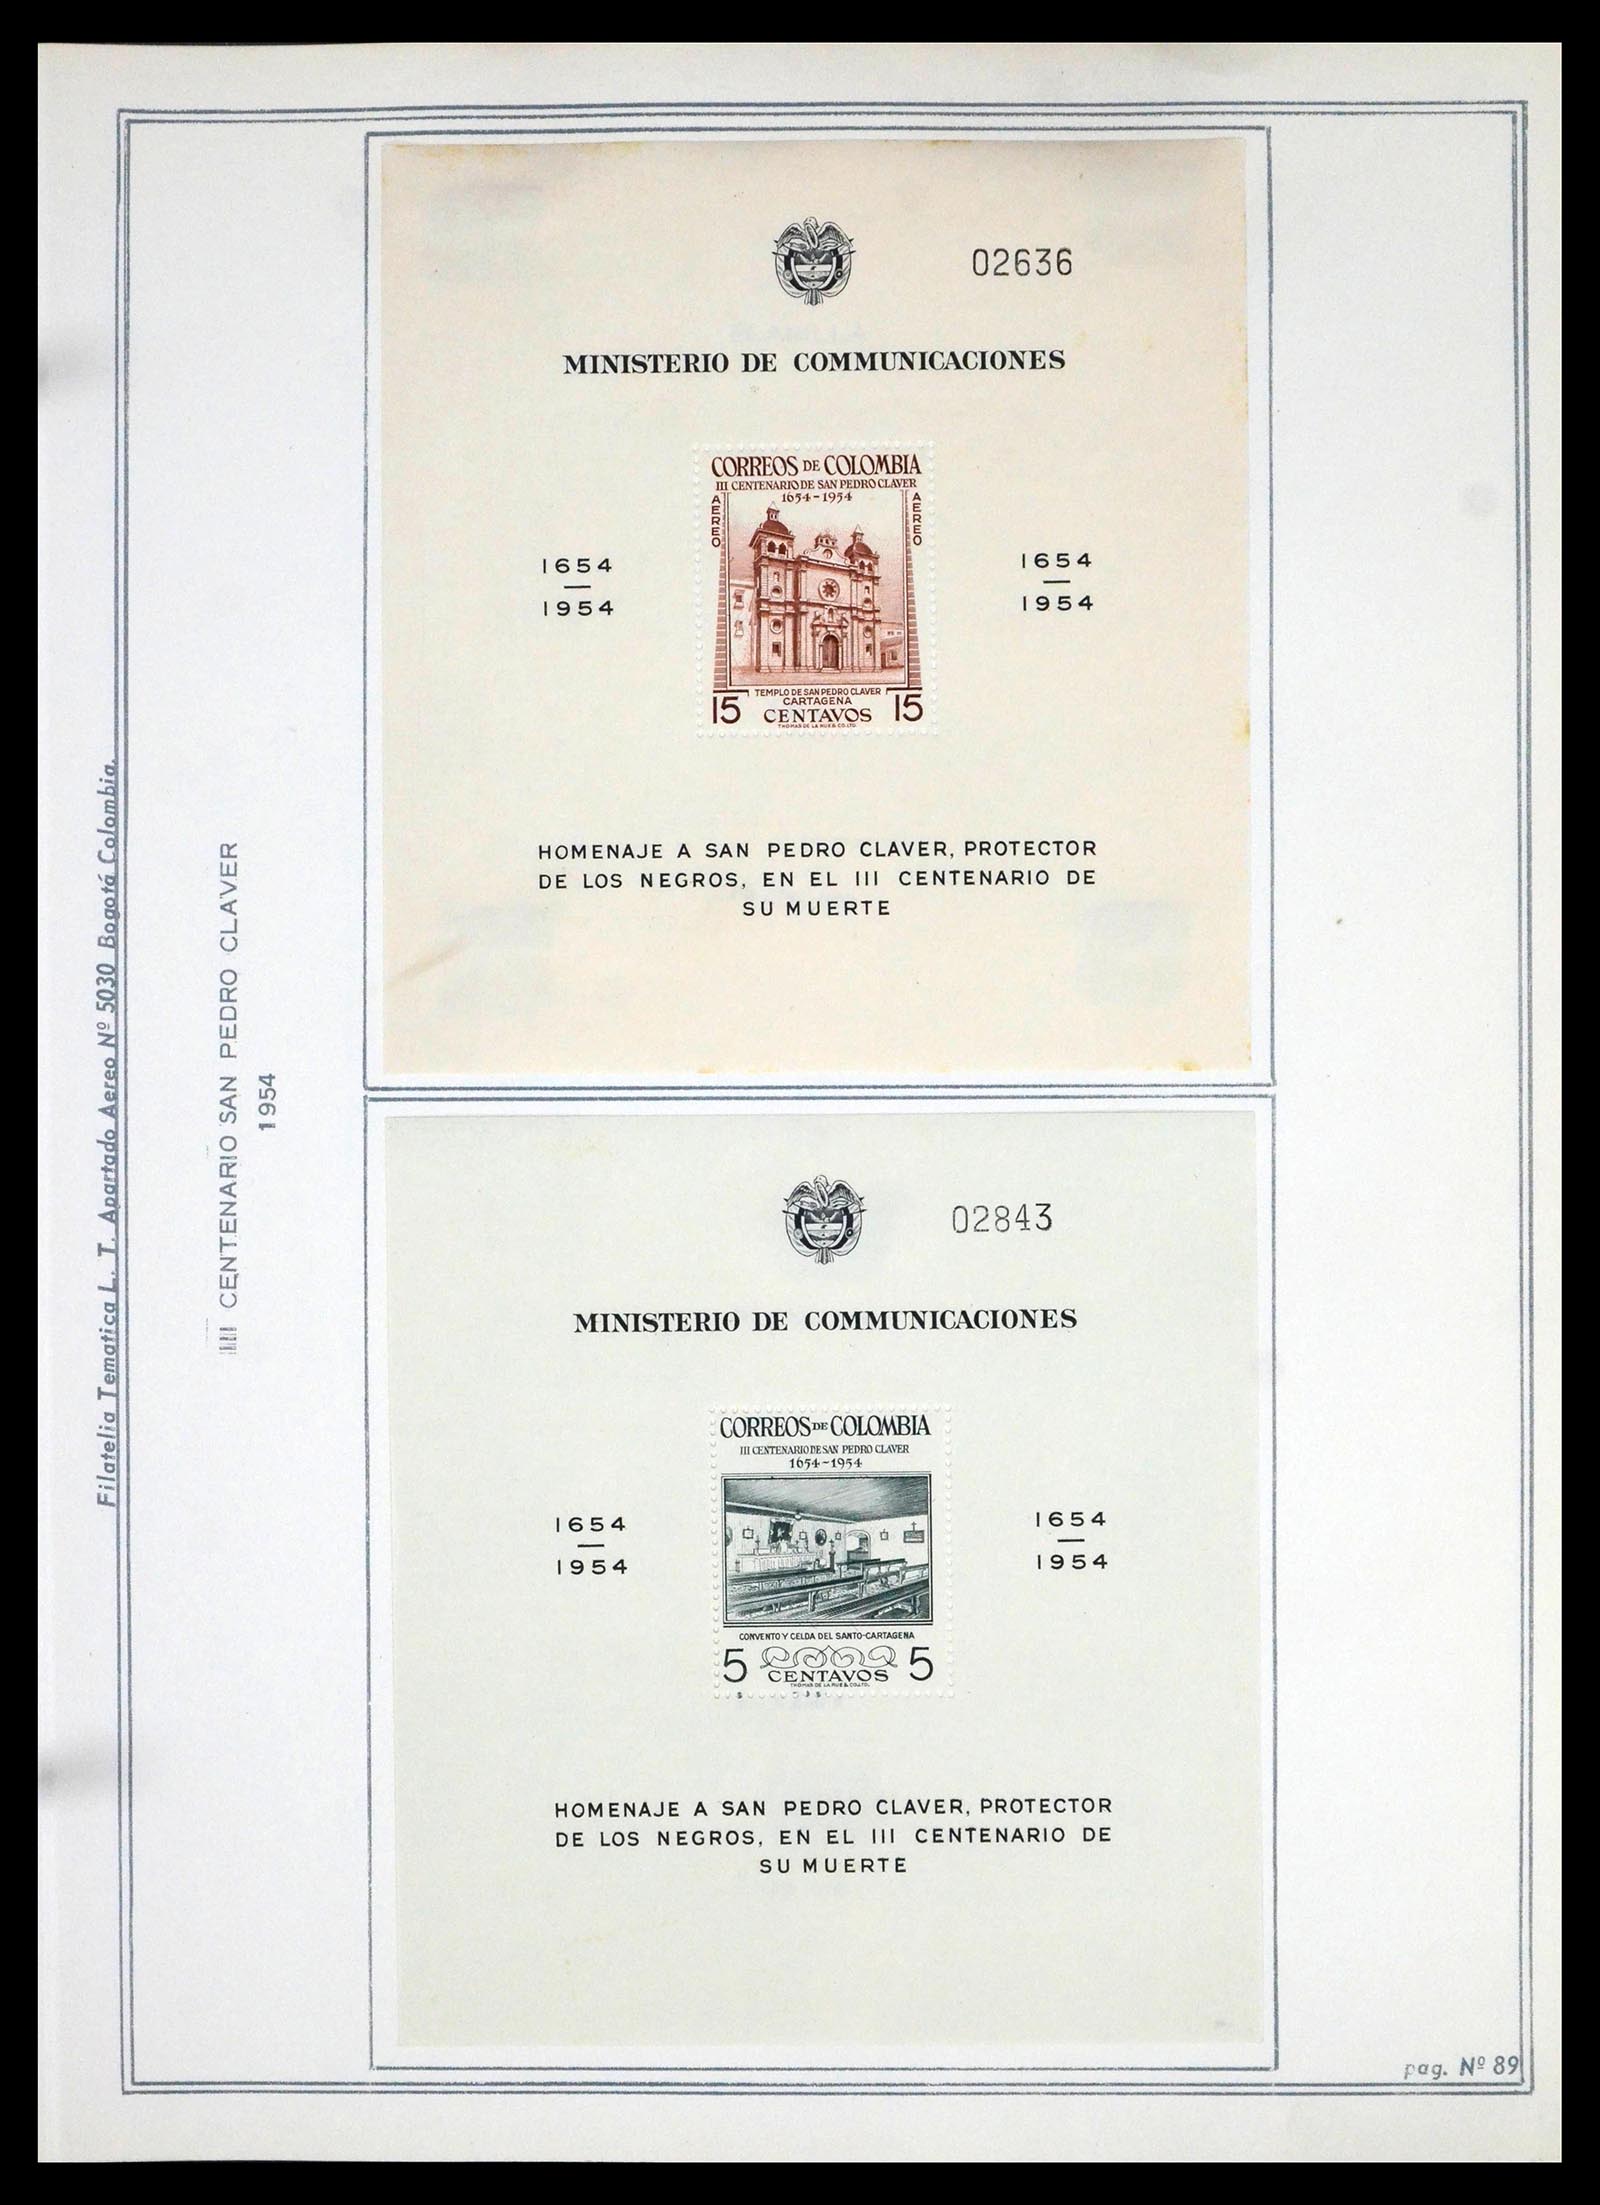 02636
MINISTERIO DE COMMUNICACIONES
CORREOS DE COLOMBIA
III CENTENARIO DE SAN PEDRO CLAVER
1654-1954
AEREO
AEREO
1654
1954
1654
1954
TEMPLO DE SAN PEDRO CLAVER
CARTAGENA
15 CENTAVOS 15
THOMAS DE LA RUE & CO. LTD.
HOMENAJE A SAN PEDRO CLAVER, PROTECTOR
DE LOS NEGROS, EN EL III CENTENARIO DE
SU MUERTE
Filatelia Tematica L. T. Apartado Aereo Nº 5030 Bogotá Colombia.
III CENTENARIO SAN PEDRO CLAVER
1954
02843
MINISTERIO DE COMMUNICACIONES
CORREOS DE COLOMBIA
III CENTENARIO DE SAN PEDRO CLAVER
1654-1954
1654
1954
1654
1954
CONVENTO Y CELDA DEL SANTO-CARTAGENA
5 CENTAVOS 5
THOMAS DE LA RUE & CO. LTD.
HOMENAJE A SAN PEDRO CLAVER, PROTECTOR
DE LOS NEGROS, EN EL III CENTENARIO DE
SU MUERTE
pag. Nº 89